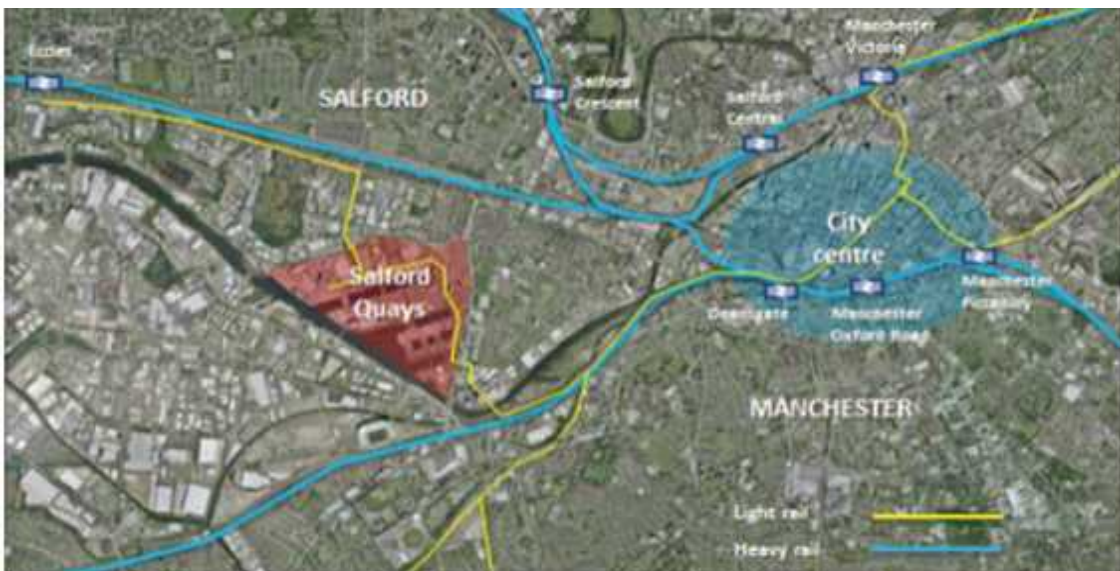 Manchester
Victoria
Eccles
SALFORD
Salford
Crescent
Salford
Central
City
centre
Salford
Quays
Deansgate
Manchester
Oxford Road
Manchester
Piccadilly
MANCHESTER
Light rail
Heavy rail